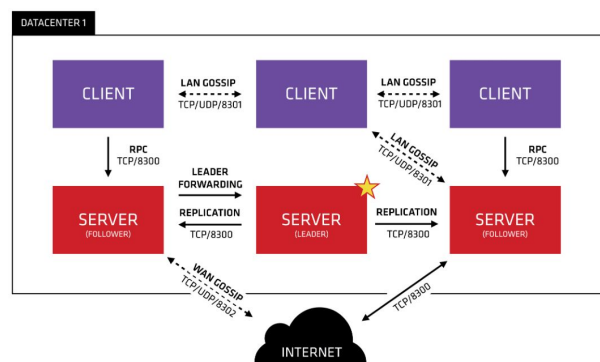 DATACENTER 1
CLIENT
LAN GOSSIP
TCP/UDP/8301
CLIENT
LAN GOSSIP
TCP/UDP/8301
CLIENT
RPC
TCP/8300
LAN GOSSIP
TCP/UDP/8301
RPC
TCP/8300
LEADER
FORWARDING
SERVER
(FOLLOWER)
REPLICATION
TCP/8300
SERVER
(LEADER)
REPLICATION
TCP/8300
SERVER
(FOLLOWER)
WAN GOSSIP
TCP/UDP/8302
TCP/8300
INTERNET